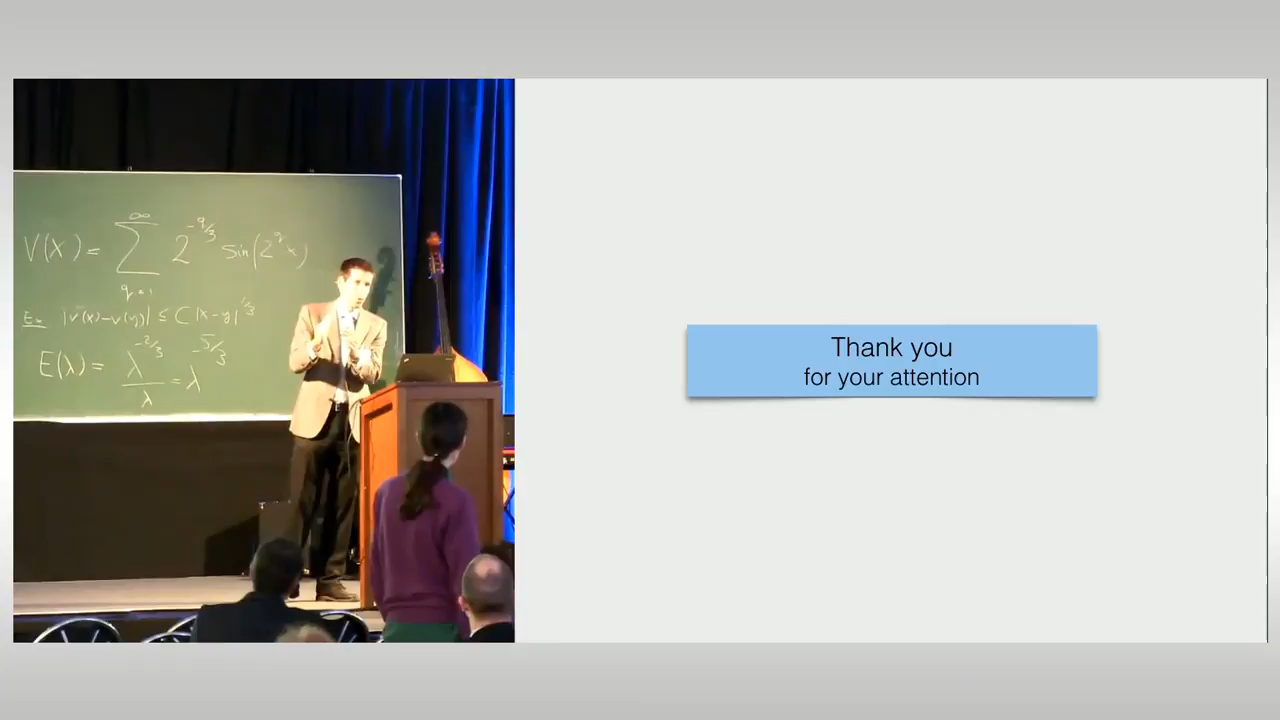 V(x) = ∑_{q=1}^{∞} 2^{-q/3} sin(2^q x)
Ex. |V(x)-V(y)| ≤ C|x-y|^{1/3}
E(λ) = λ^{-2/3}/λ = λ^{-5/3}
Thank you
for your attention